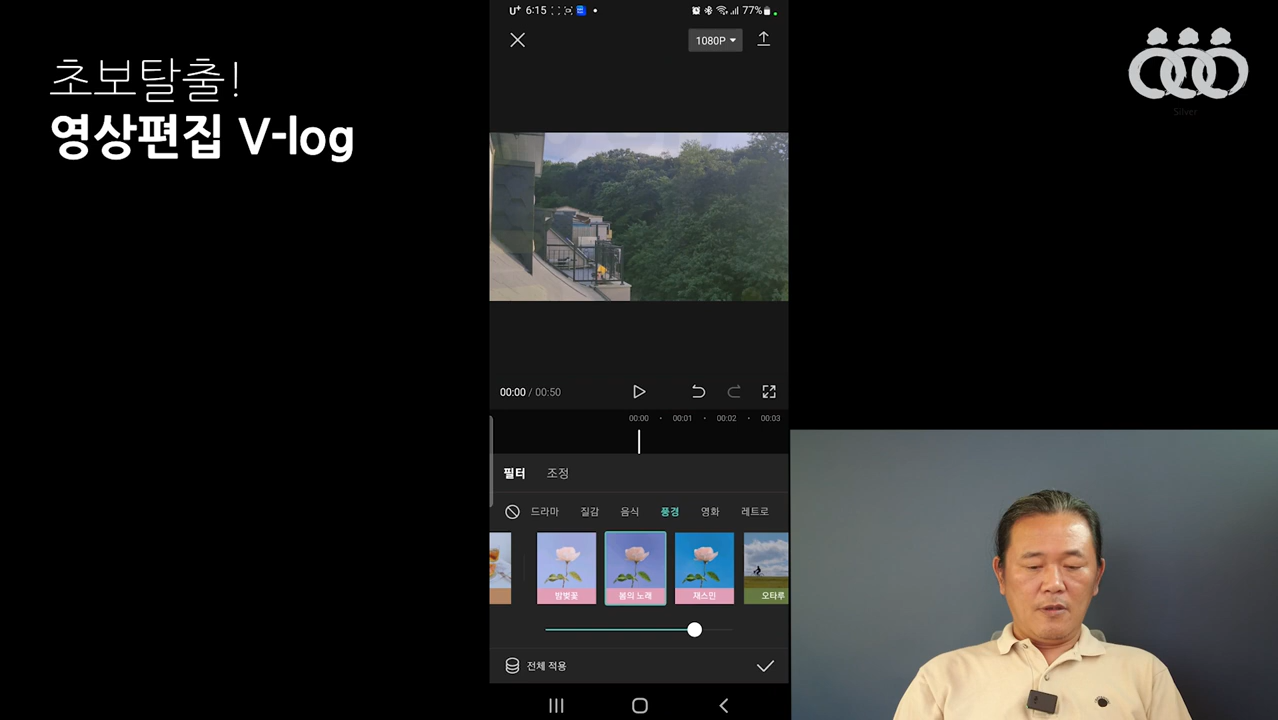 초보탈출!
영상편집 V-log
Silver
U+ 6:15
77%
1080P
00:00 / 00:50
00:00 00:01 00:02 00:03
필터 조정
드라마 질감 음식 풍경 영화 레트로
밤벚꽃 봄의 노래 재스민 오타루
전체 적용